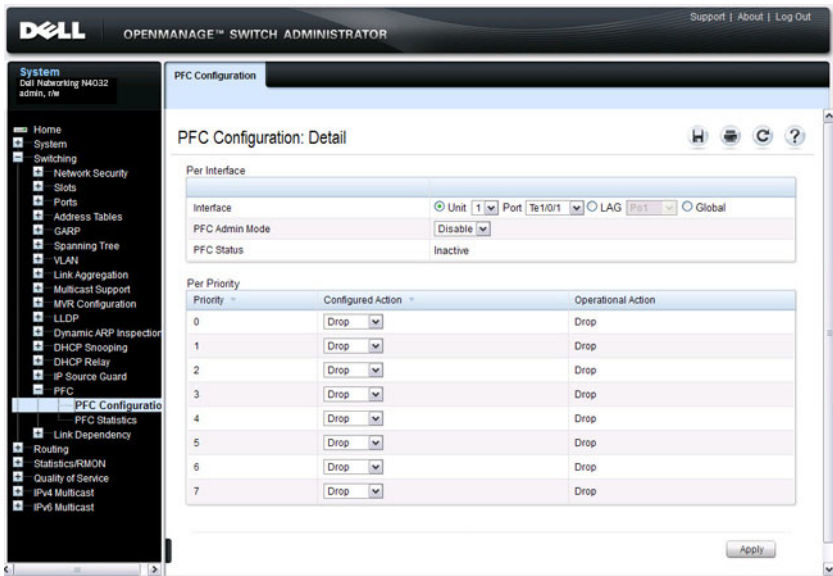 Support | About | Log Out
DELL OPENMANAGE™ SWITCH ADMINISTRATOR
System
Dell Networking N4032
admin, r/w
PFC Configuration
Home
System
Switching
Network Security
Slots
Ports
Address Tables
GARP
Spanning Tree
VLAN
Link Aggregation
Multicast Support
MVR Configuration
LLDP
Dynamic ARP Inspection
DHCP Snooping
DHCP Relay
IP Source Guard
PFC
PFC Configuratio
PFC Statistics
Link Dependency
Routing
Statistics/RMON
Quality of Service
IPv4 Multicast
IPv6 Multicast
PFC Configuration: Detail
Per Interface
Interface Unit 1 Port Te1/0/1 LAG Po1 Global
PFC Admin Mode Disable
PFC Status Inactive
Per Priority
Priority Configured Action Operational Action
0 Drop Drop
1 Drop Drop
2 Drop Drop
3 Drop Drop
4 Drop Drop
5 Drop Drop
6 Drop Drop
7 Drop Drop
Apply